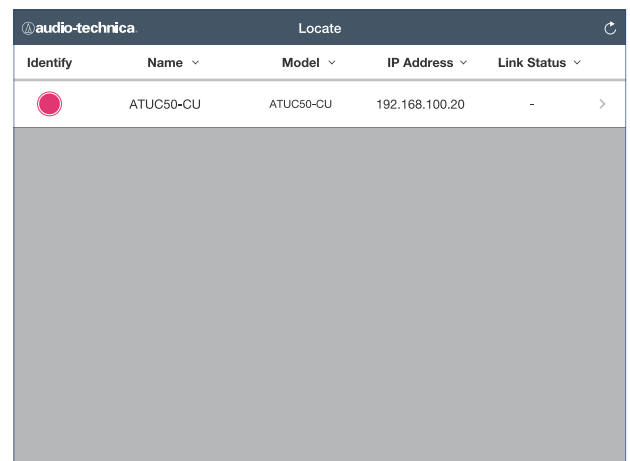 audio-technica. Locate
Identify Name Model IP Address Link Status
ATUC50-CU ATUC50-CU 192.168.100.20 -